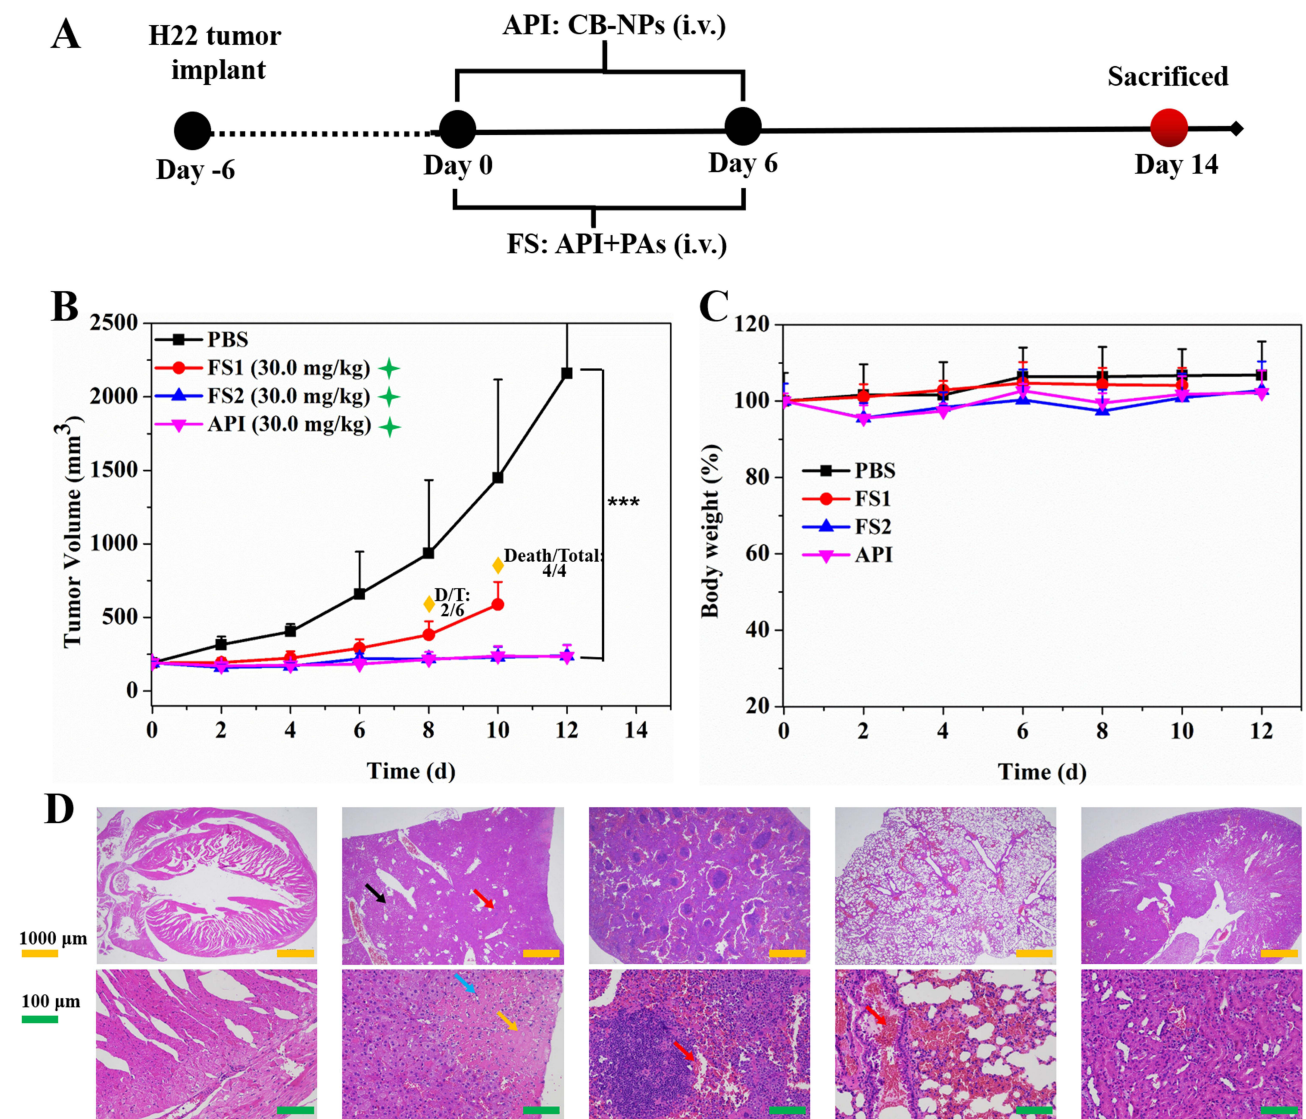 A
H22 tumor
implant
API: CB-NPs (i.v.)
Sacrificed
Day -6
Day 0
Day 6
Day 14
FS: API+PAs (i.v.)
B
Tumor Volume (mm3)
2500
2000
1500
1000
500
0
PBS
FS1 (30.0 mg/kg)
FS2 (30.0 mg/kg)
API (30.0 mg/kg)
***
Death/Total:
4/4
D/T:
2/6
0 2 4 6 8 10 12 14
Time (d)
C
Body weight (%)
120
100
80
60
40
20
PBS
FS1
FS2
API
0 2 4 6 8 10 12
Time (d)
D
1000 μm
100 μm